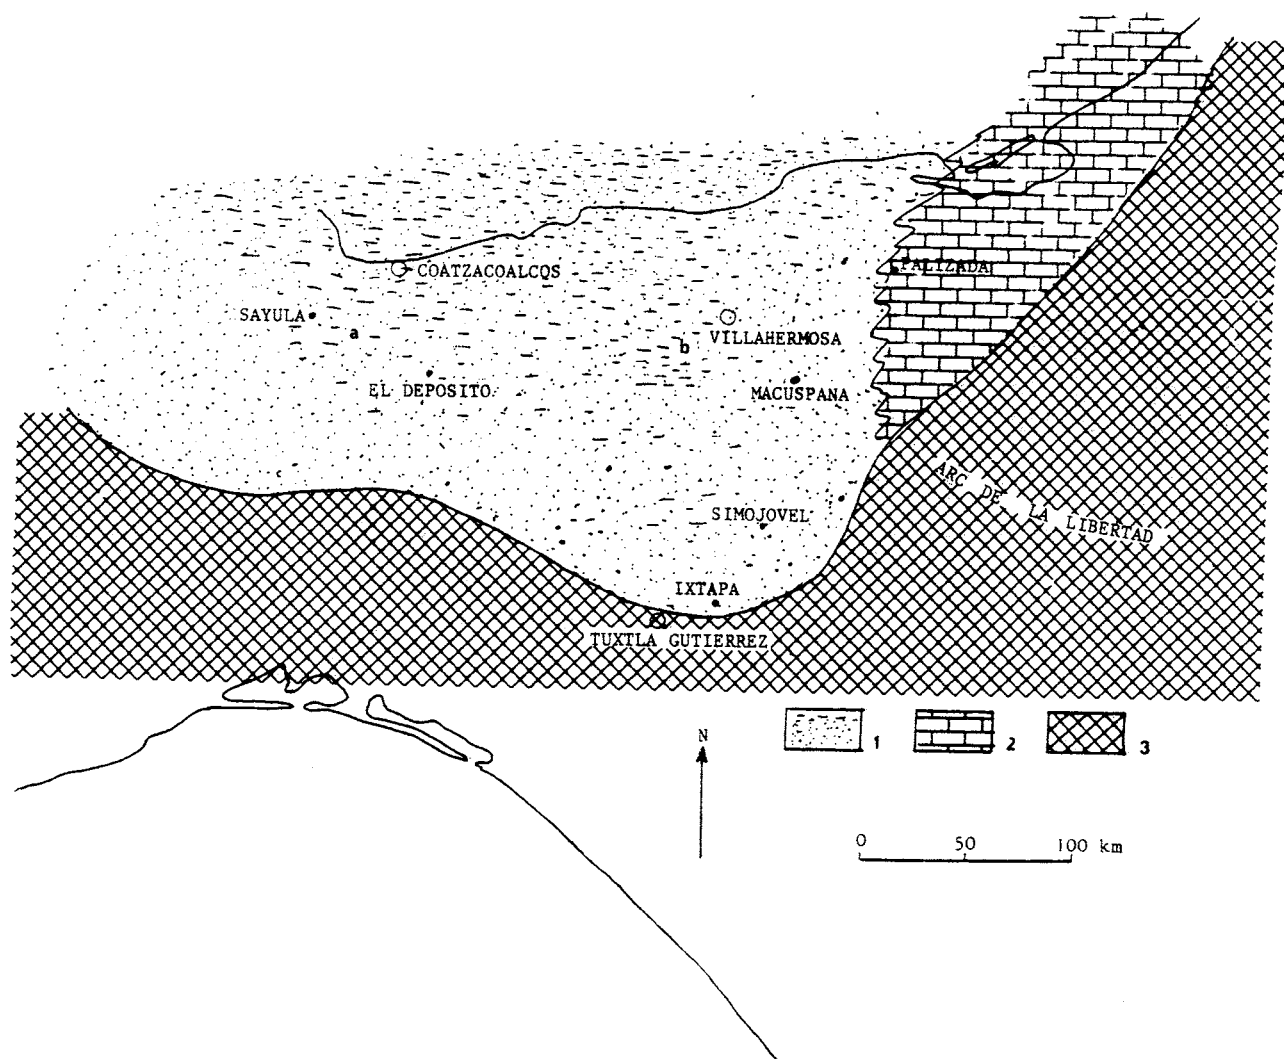 COATZACOALCOS
PALIZADA
SAYULA
a
VILLAHERMOSA
b
EL DEPOSITO
MACUSPANA
c
ARC DE LA LIBERTAD
SIMOJOVEL
IXTAPA
TUXTLA GUTIERREZ
1
2
3
N
0 50 100 km